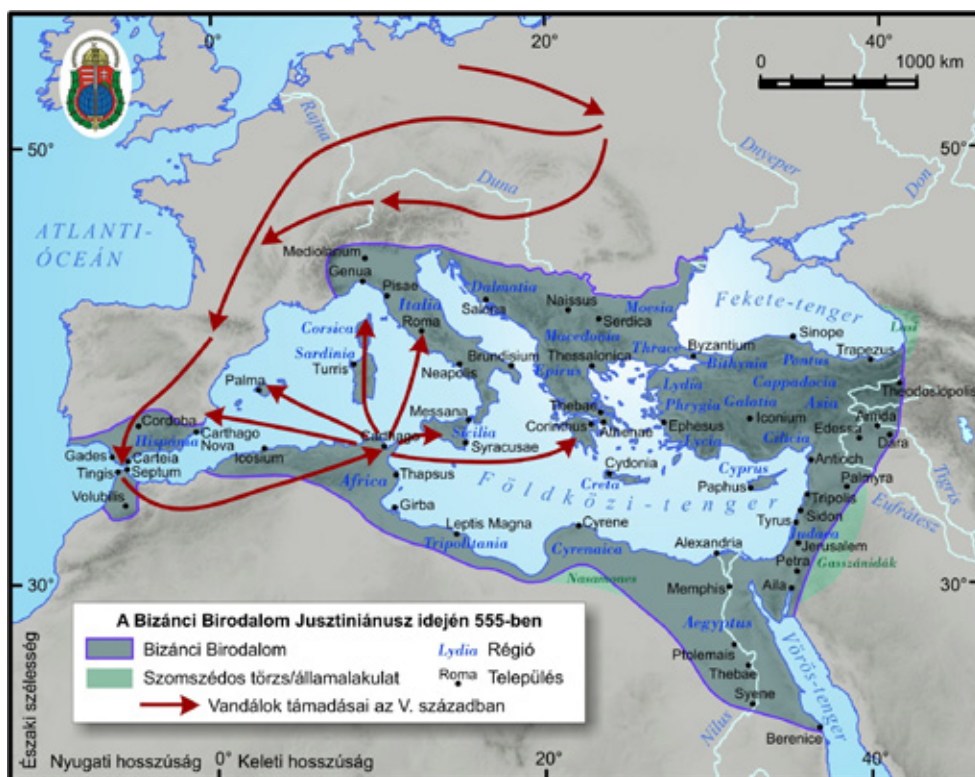 0°
20°
40°
0
1000 km
50°
50°
30°
30°
Rajna
Duna
Dnyeper
Don
ATLANTI-
ÓCEÁN
Mediolanum
Genua
Pisae
Italia
Dalmatia
Salona
Naissus
Serdica
Moesia
Fekete-tenger
Lasi
Corsica
Roma
Macedonia
Thessalonica
Thrace
Byzantium
Bithynia
Sinope
Pontus
Trapezus
Sardinia
Turris
Neapolis
Brundisium
Epirus
Lydia
Phrygia
Galatia
Cappadocia
Asia
Theodosiopolis
Palma
Messana
Sicilia
Syracusae
Thebae
Corinthus
Athenae
Ephesus
Lycia
Iconium
Cilicia
Amida
Edessa
Dara
Cordoba
Hispania
Carthago
Nova
Icosium
Carthago
Gades
Carteia
Tingis
Septum
Volubilis
Africa
Thapsus
Girba
Cydonia
Creta
Cyprus
Paphus
Antioch
Palmyra
Tripolis
Sidon
Tyrus
Tigris
Eufrátesz
Földközi-tenger
Leptis Magna
Tripolitania
Cyrene
Cyrenaica
Nasamones
Alexandria
Memphis
Judaea
Jerusalem
Petra
Aila
Gasszánidák
Aegyptus
Ptolemais
Thebae
Syene
Nílus
Vörös-tenger
Berenice
A Bizánci Birodalom Jusztiniánusz idején 555-ben
Bizánci Birodalom
Lydia Régió
Szomszédos törzs/államalakulat
Roma Település
Vandálok támadásai az V. században
Északi szélesség
Nyugati hosszúság 0° Keleti hosszúság
20°
40°